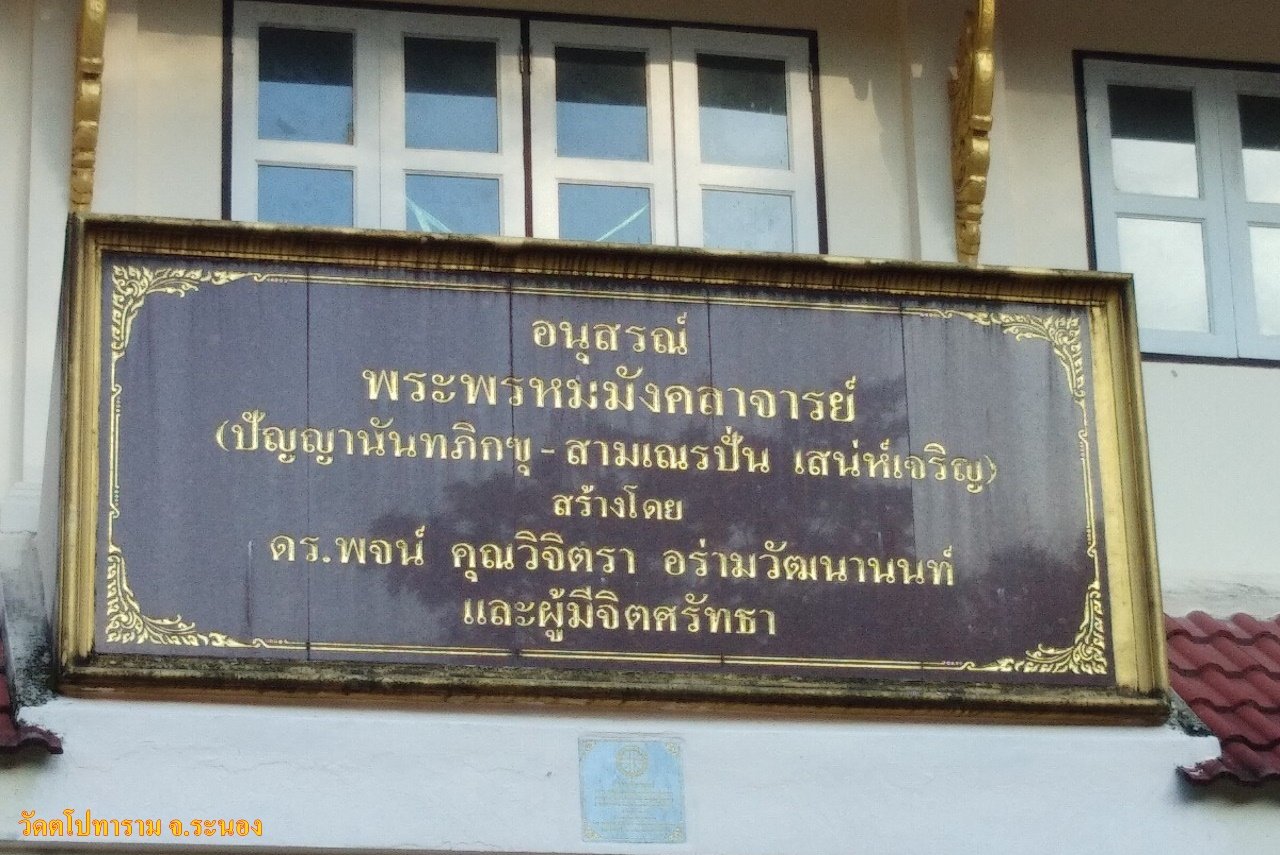 อนุสรณ์
พระพรหมมังคลาจารย์
(ปัญญานันทภิกขุ - สามเณรปั่น เสน่ห์เจริญ)
สร้างโดย
ดร.พจน์ คุณวิจิตรา อร่ามวัฒนานนท์
และผู้มีจิตศรัทธา
วัดตโปทาราม จ.ระนอง